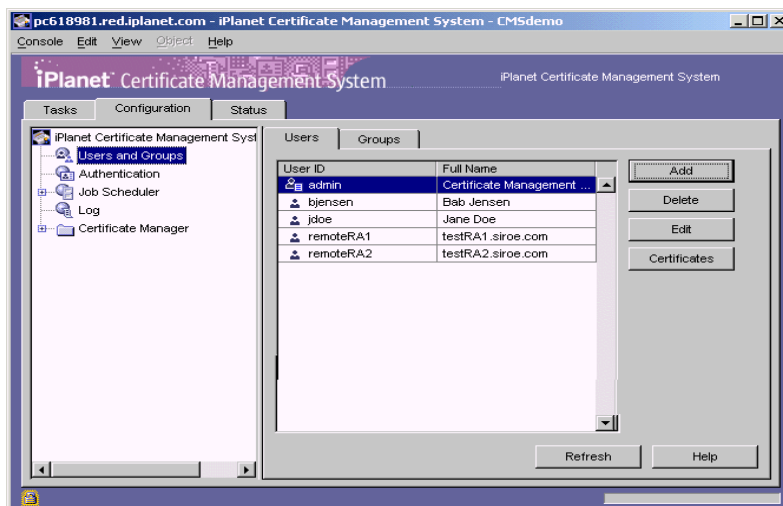 pc618981.red.iplanet.com - iPlanet Certificate Management System - CMSdemo
Console Edit View Object Help
iPlanet Certificate Management System
iPlanet Certificate Management System
Tasks Configuration Status
iPlanet Certificate Management Syst
Users and Groups
Authentication
Job Scheduler
Log
Certificate Manager
Users Groups
User ID Full Name
admin Certificate Management ...
bjensen Bab Jensen
jdoe Jane Doe
remoteRA1 testRA1.siroe.com
remoteRA2 testRA2.siroe.com
Add
Delete
Edit
Certificates
Refresh Help